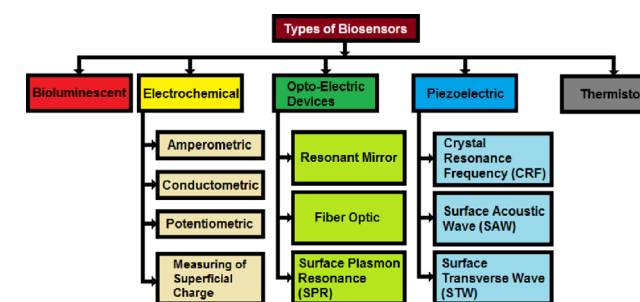 Types of Biosensors
Bioluminescent
Electrochemical
Opto-Electric
Devices
Piezoelectric
Thermisto
Amperometric
Conductometric
Potentiometric
Measuring of
Superficial
Charge
Resonant Mirror
Fiber Optic
Surface Plasmon
Resonance
(SPR)
Crystal
Resonance
Frequency (CRF)
Surface Acoustic
Wave (SAW)
Surface
Transverse Wave
(STW)